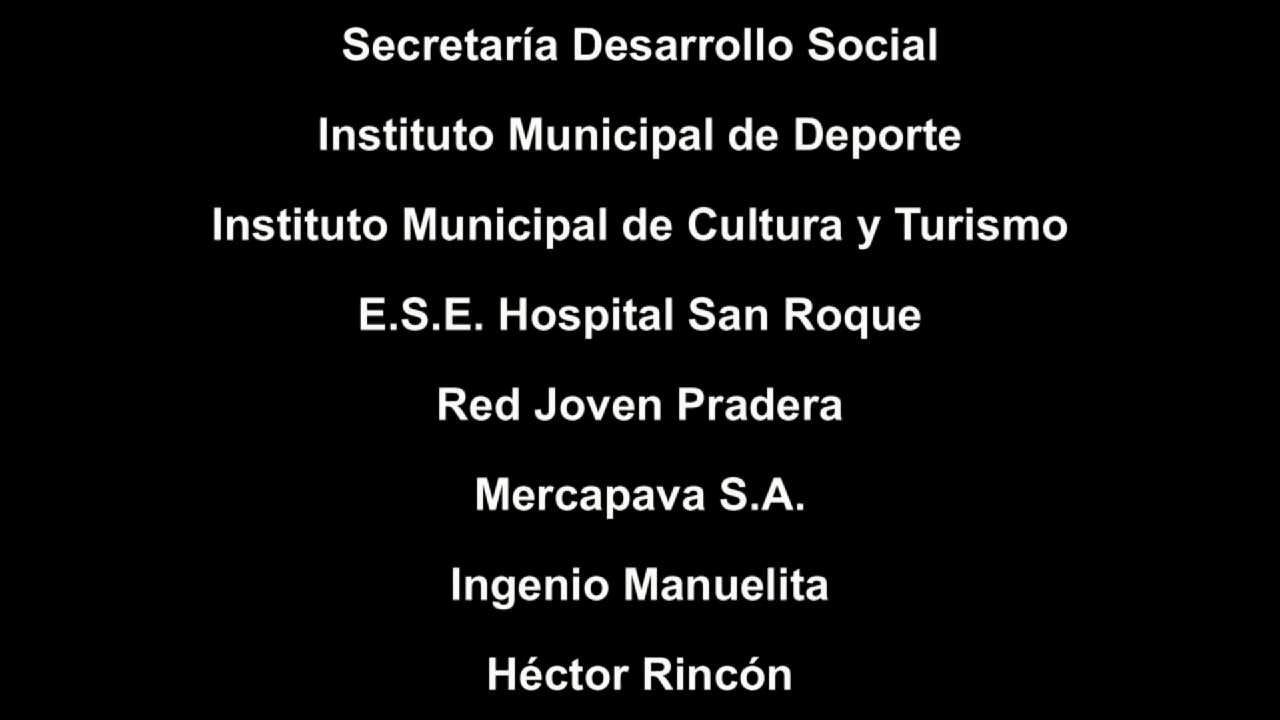 Secretaría Desarrollo Social
Instituto Municipal de Deporte
Instituto Municipal de Cultura y Turismo
E.S.E. Hospital San Roque
Red Joven Pradera
Mercapava S.A.
Ingenio Manuelita
Héctor Rincón